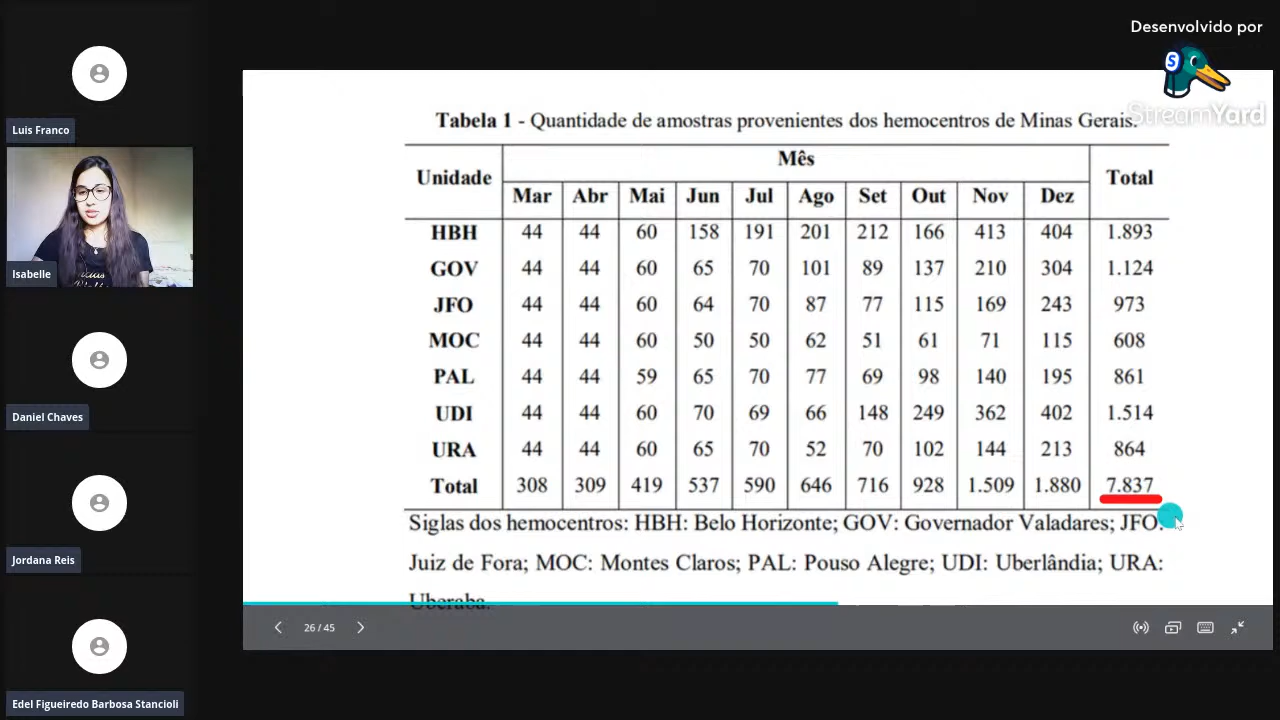 Desenvolvido por
S
StreamYard
Luis Franco
Isabelle
Daniel Chaves
Jordana Reis
Edel Figueiredo Barbosa Stancioli
Tabela 1 - Quantidade de amostras provenientes dos hemocentros de Minas Gerais.
Unidade Mês Total
Mar Abr Mai Jun Jul Ago Set Out Nov Dez
HBH 44 44 60 158 191 201 212 166 413 404 1.893
GOV 44 44 60 65 70 101 89 137 210 304 1.124
JFO 44 44 60 64 70 87 77 115 169 243 973
MOC 44 44 60 50 50 62 51 61 71 115 608
PAL 44 44 59 65 70 77 69 98 140 195 861
UDI 44 44 60 70 69 66 148 249 362 402 1.514
URA 44 44 60 65 70 52 70 102 144 213 864
Total 308 309 419 537 590 646 716 928 1.509 1.880 7.837
Siglas dos hemocentros: HBH: Belo Horizonte; GOV: Governador Valadares; JFO:
Juiz de Fora; MOC: Montes Claros; PAL: Pouso Alegre; UDI: Uberlândia; URA:
Uberaba.
26 / 45